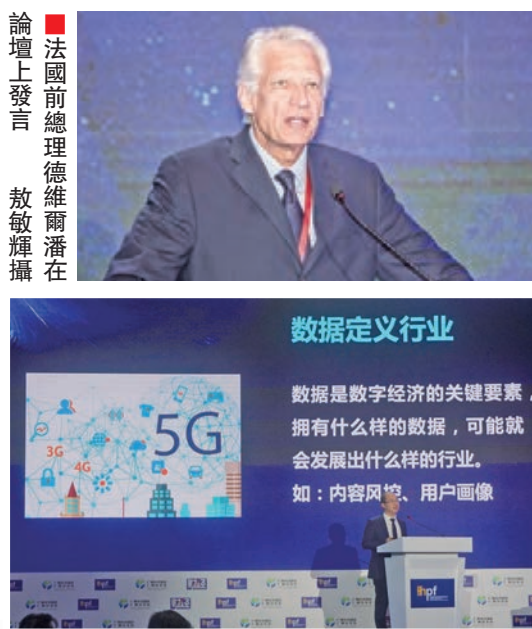 ■法國前總理德維爾潘在
論壇上發言 敖敏輝攝
数据定义行业
数据是数字经济的关键要素，
拥有什么样的数据，可能就
会发展出什么样的行业。
如：内容风控、用户画像
5G
3G
4G
ihpf